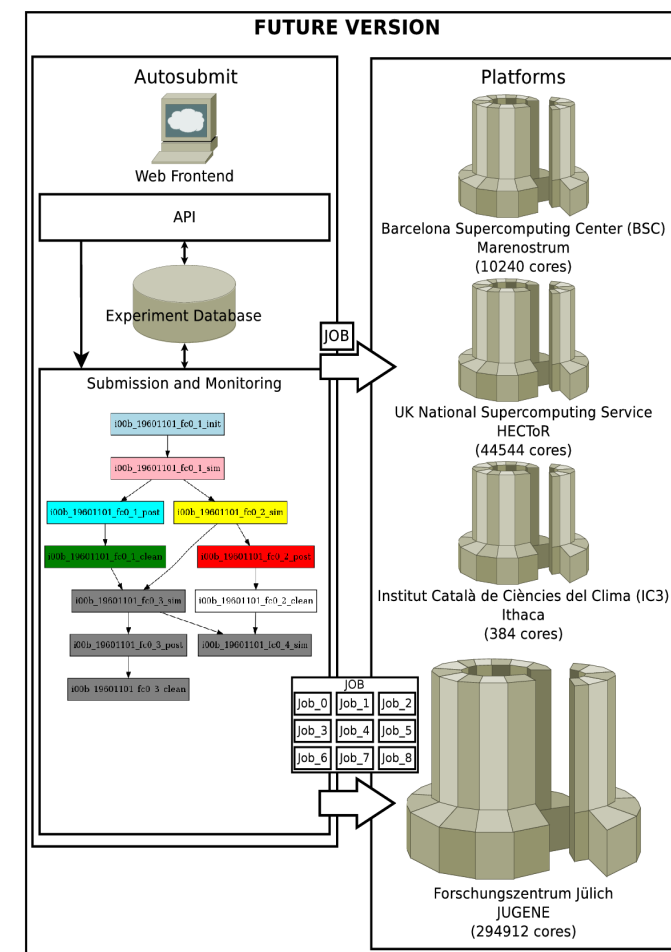 FUTURE VERSION
Autosubmit
Web Frontend
API
Experiment Database
Submission and Monitoring
i00b_19601101_fc0_1_init
i00b_19601101_fc0_1_sim
i00b_19601101_fc0_1_post
i00b_19601101_fc0_2_sim
i00b_19601101_fc0_1_clean
i00b_19601101_fc0_2_post
i00b_19601101_fc0_3_sim
i00b_19601101_fc0_2_clean
i00b_19601101_fc0_3_post
i00b_19601101_fc0_4_sim
i00b_19601101_fc0_3_clean
JOB
JOB
Job_0 Job_1 Job_2
Job_3 Job_4 Job_5
Job_6 Job_7 Job_8
Platforms
Barcelona Supercomputing Center (BSC)
Marenostrum
(10240 cores)
UK National Supercomputing Service
HECToR
(44544 cores)
Institut Català de Ciències del Clima (IC3)
Ithaca
(384 cores)
Forschungszentrum Jülich
JUGENE
(294912 cores)